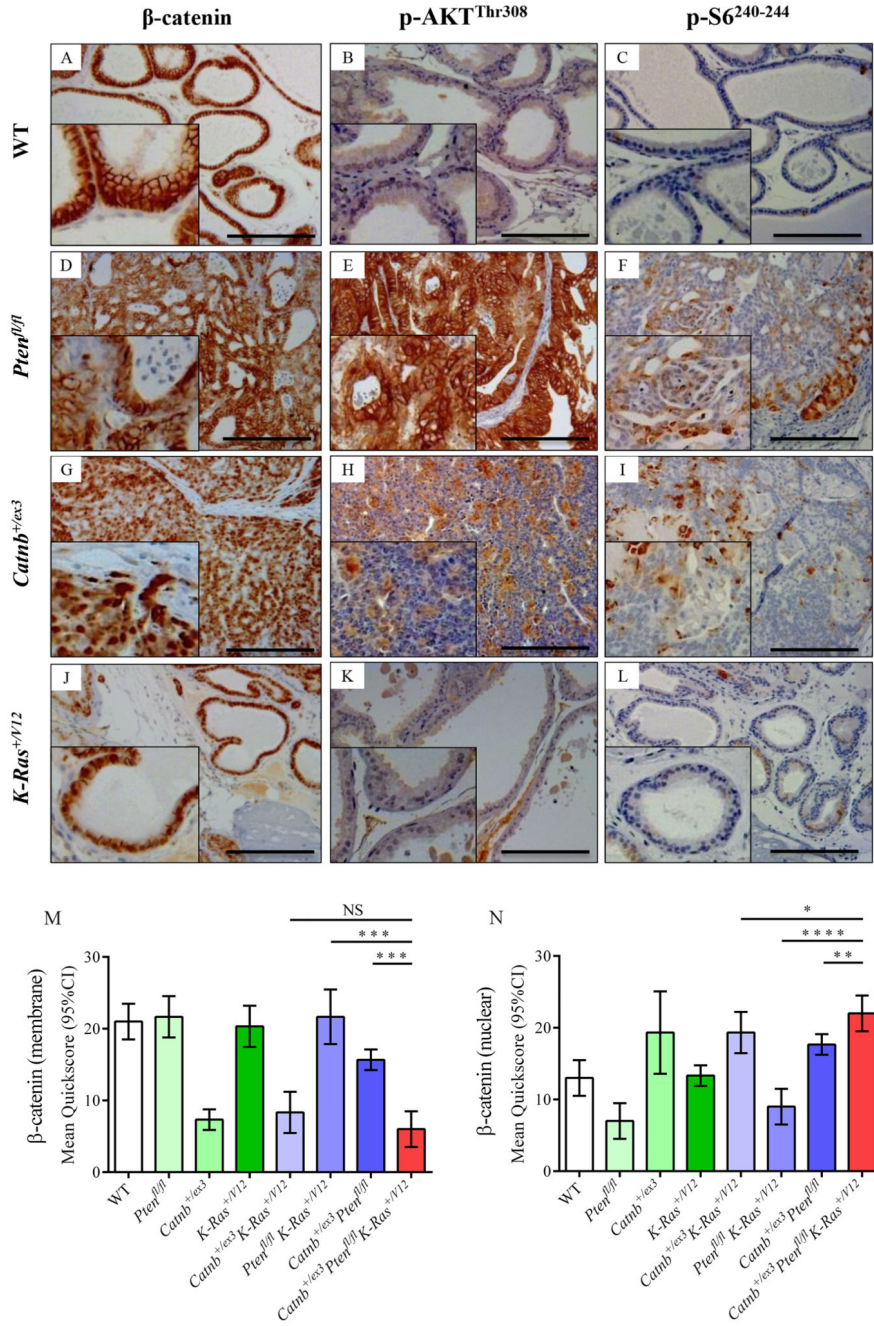 β-catenin p-AKTThr308 p-S6240-244
WT
A B C
Ptenfl/fl
D E F
Catnb+/ex3
G H I
K-Ras+/V12
J K L
M
NS
* * *
* * *
β-catenin (membrane)
Mean Quickscore (95%CI)
30
20
10
0
WT
Ptenfl/fl
Catnb+/ex3
K-Ras+/V12
Catnb+/ex3K-Ras+/V12
Ptenfl/fl K-Ras+/V12
Catnb+/ex3 Ptenfl/fl
Catnb+/ex3 Ptenfl/fl K-Ras+/V12
N
*
* * * *
* *
β-catenin (nuclear)
Mean Quickscore (95%CI)
30
20
10
0
WT
Ptenfl/fl
Catnb+/ex3
K-Ras+/V12
Catnb+/ex3K-Ras+/V12
Ptenfl/fl K-Ras+/V12
Catnb+/ex3 Ptenfl/fl
Catnb+/ex3 Ptenfl/fl K-Ras+/V12